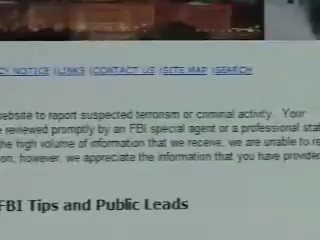 CY NOTICE | LINKS | CONTACT US | SITE MAP | SEARCH
website to report suspected terrorism or criminal activity. Your
e reviewed promptly by an FBI special agent or a professional staf
the high volume of information that we receive, we are unable to re
on, however, we appreciate the information that you have provided
FBI Tips and Public Leads